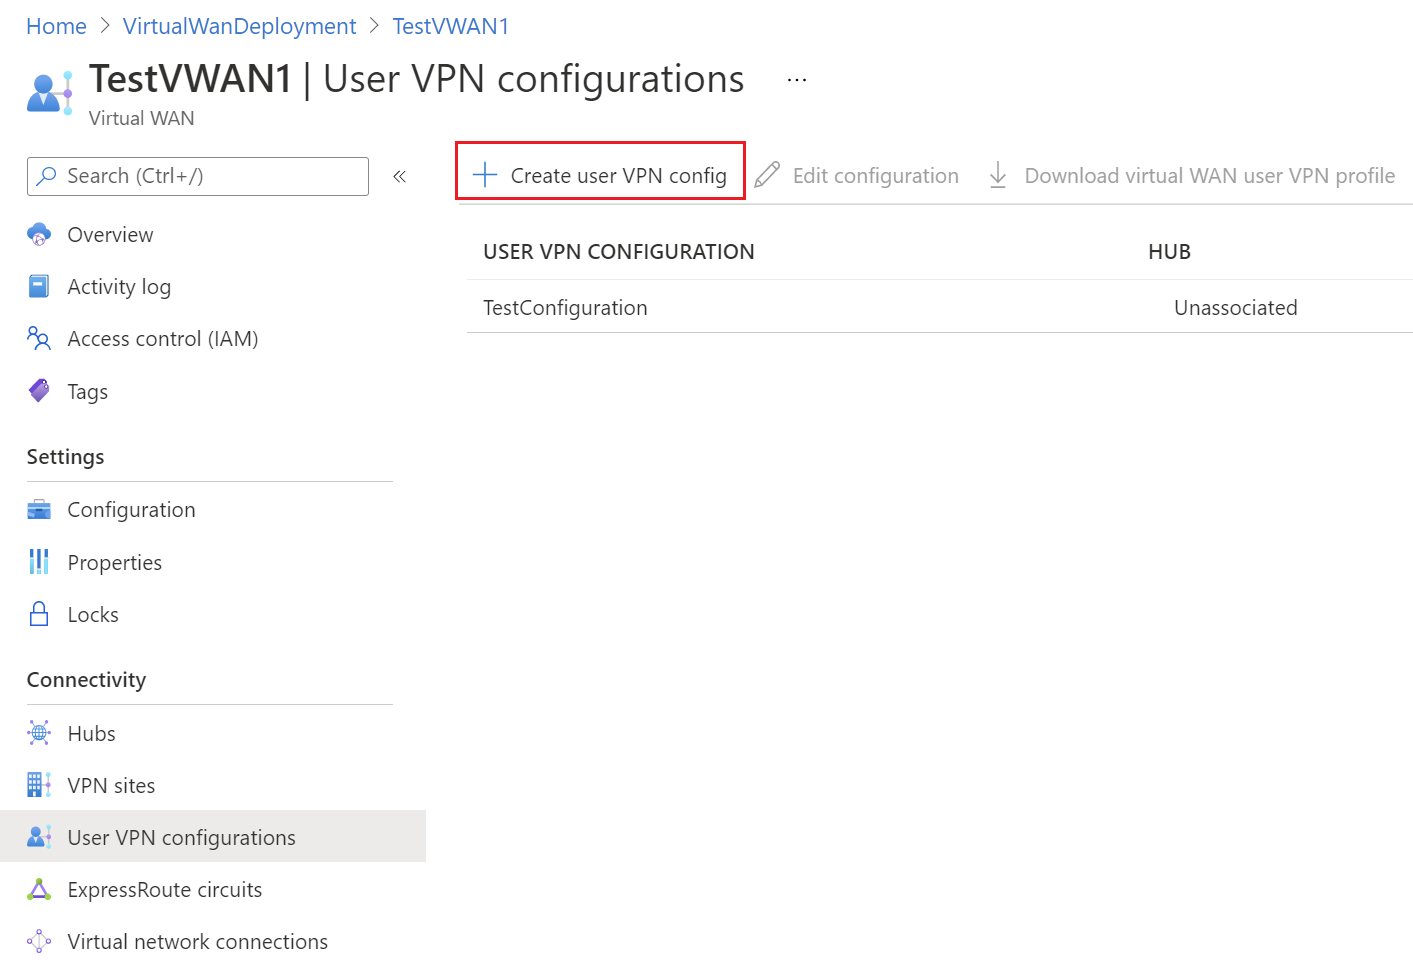 Home > VirtualWanDeployment > TestVWAN1
TestVWAN1 | User VPN configurations ...
Virtual WAN
Search (Ctrl+/) «
Create user VPN config Edit configuration Download virtual WAN user VPN profile
Overview
Activity log
Access control (IAM)
Tags
Settings
Configuration
Properties
Locks
Connectivity
Hubs
VPN sites
User VPN configurations
ExpressRoute circuits
Virtual network connections
USER VPN CONFIGURATION HUB
TestConfiguration Unassociated